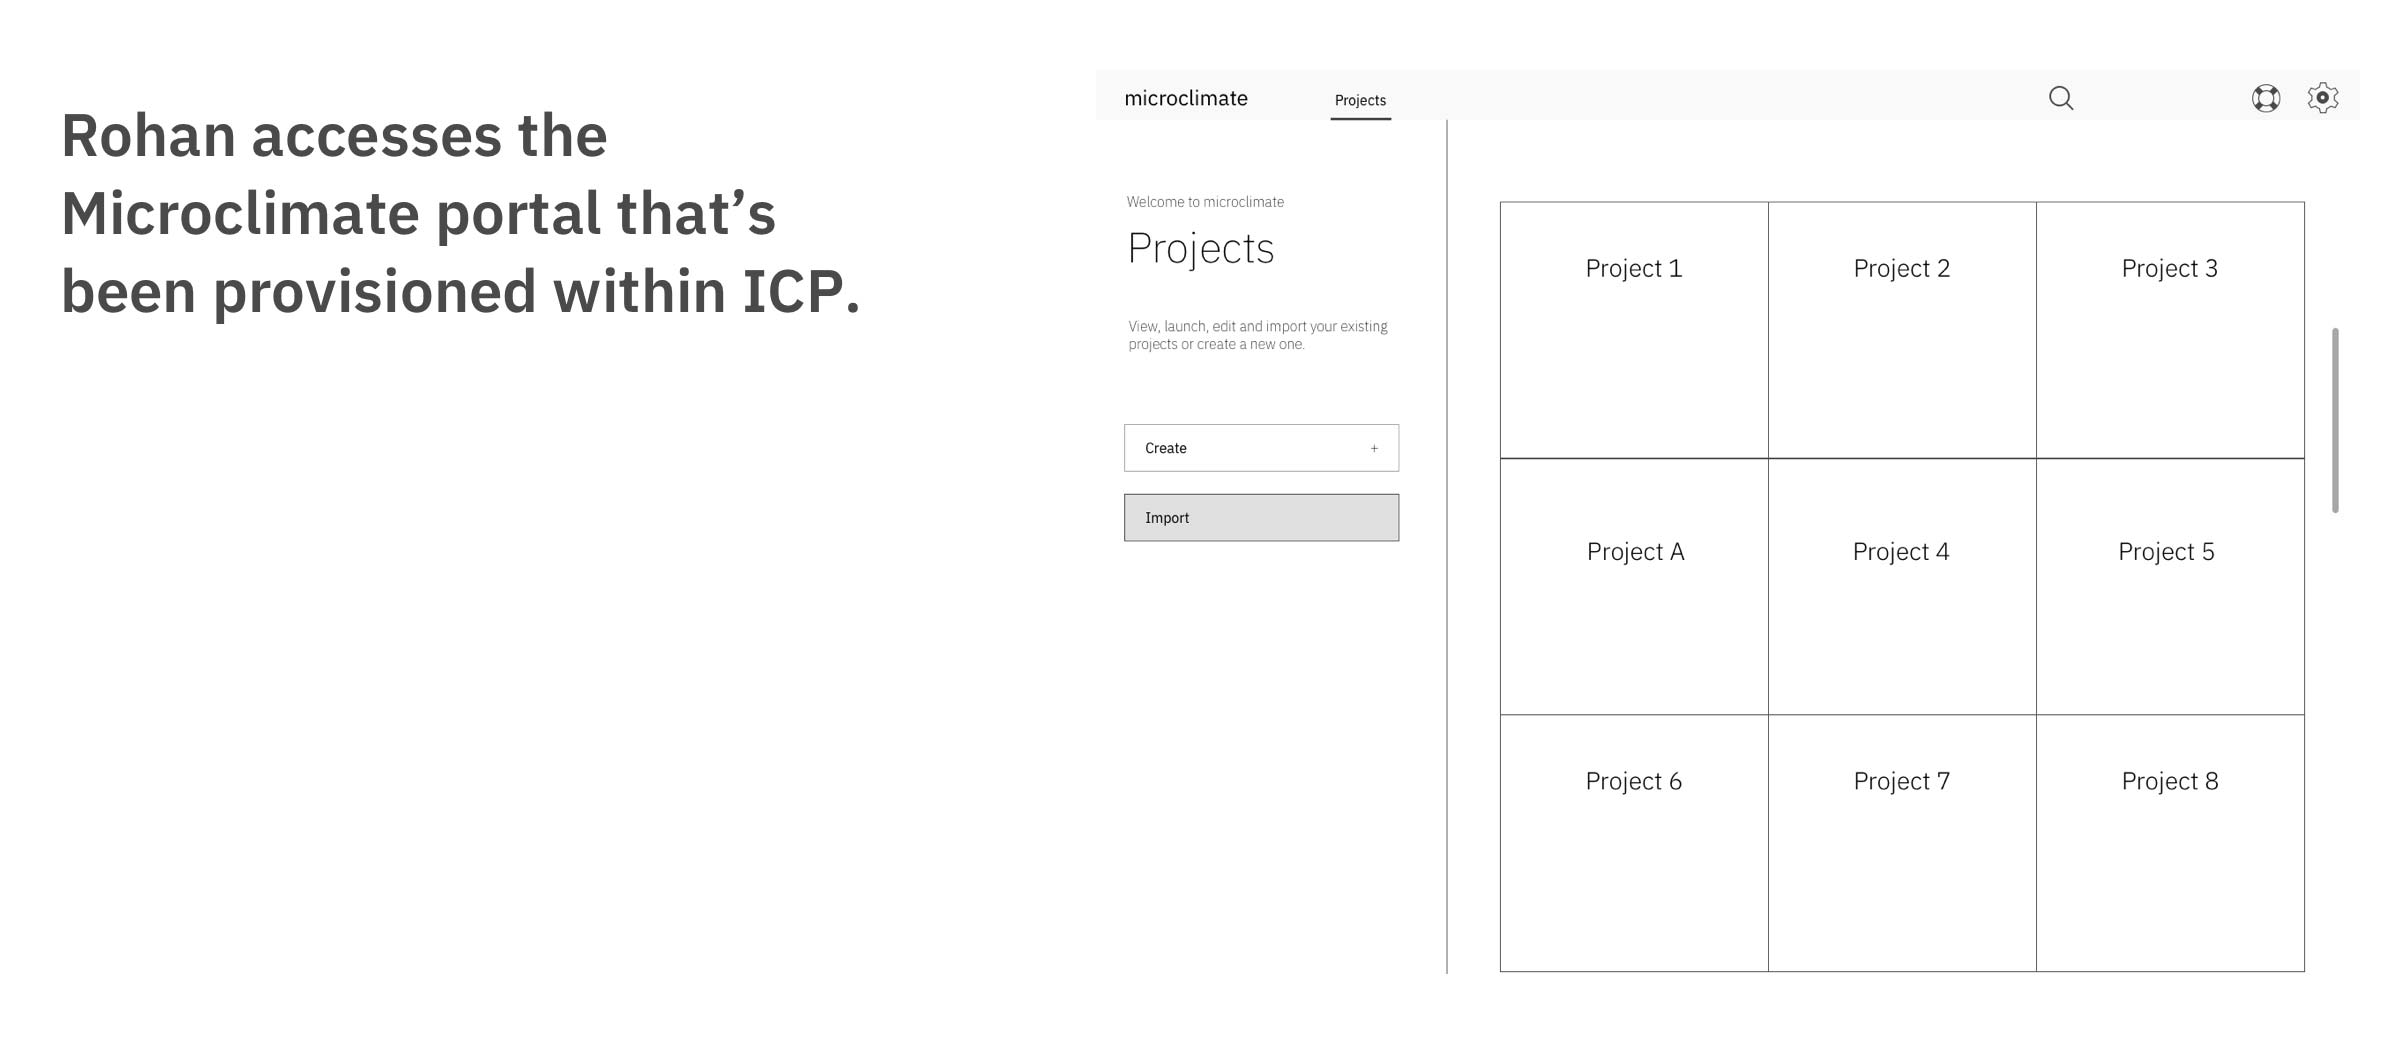 Rohan accesses the
Microclimate portal that’s
been provisioned within ICP.
microclimate
Projects
Welcome to microclimate
Projects
View, launch, edit and import your existing
projects or create a new one.
Create +
Import
Project 1
Project 2
Project 3
Project A
Project 4
Project 5
Project 6
Project 7
Project 8